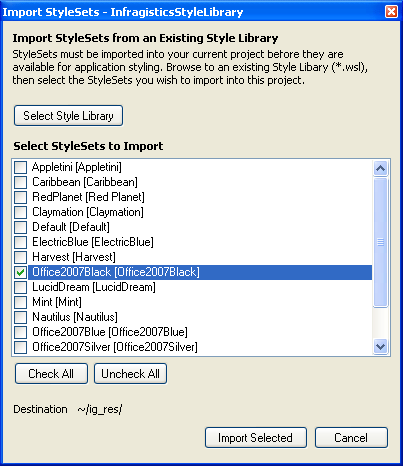 Import StyleSets - InfragisticsStyleLibrary
Import StyleSets from an Existing Style Library
StyleSets must be imported into your current project before they are
available for application styling. Browse to an existing Style Libary (*.wsl),
then select the StyleSets you wish to import into this project.
Select Style Library
Select StyleSets to Import
Appletini [Appletini]
Caribbean [Caribbean]
RedPlanet [Red Planet]
Claymation [Claymation]
Default [Default]
ElectricBlue [ElectricBlue]
Harvest [Harvest]
Office2007Black [Office2007Black]
LucidDream [LucidDream]
Mint [Mint]
Nautilus [Nautilus]
Office2007Blue [Office2007Blue]
Office2007Silver [Office2007Silver]
Check All Uncheck All
Destination ~/ig_res/
Import Selected Cancel